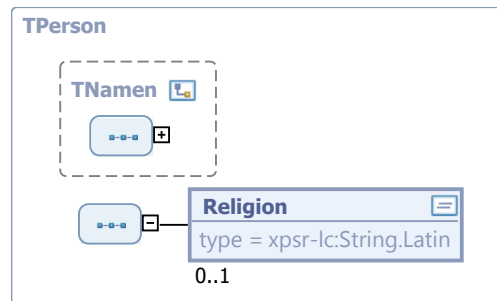 TPerson
TNamen
Religion
type = xpsr-lc:String.Latin
0..1